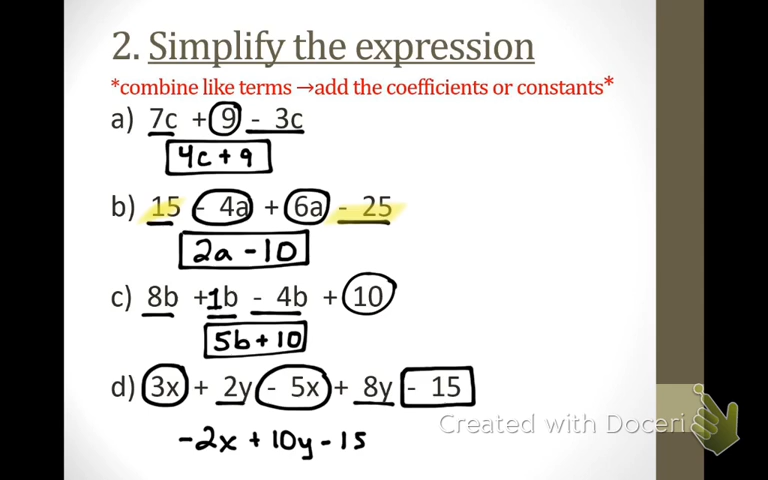 2. Simplify the expression
*combine like terms →add the coefficients or constants*
a) 7c + 9 - 3c
4c + 9
b) 15 - 4a + 6a - 25
2a - 10
c) 8b + 1b - 4b + 10
5b + 10
d) 3x + 2y - 5x + 8y - 15
Created with Doceri
-2x + 10y - 15